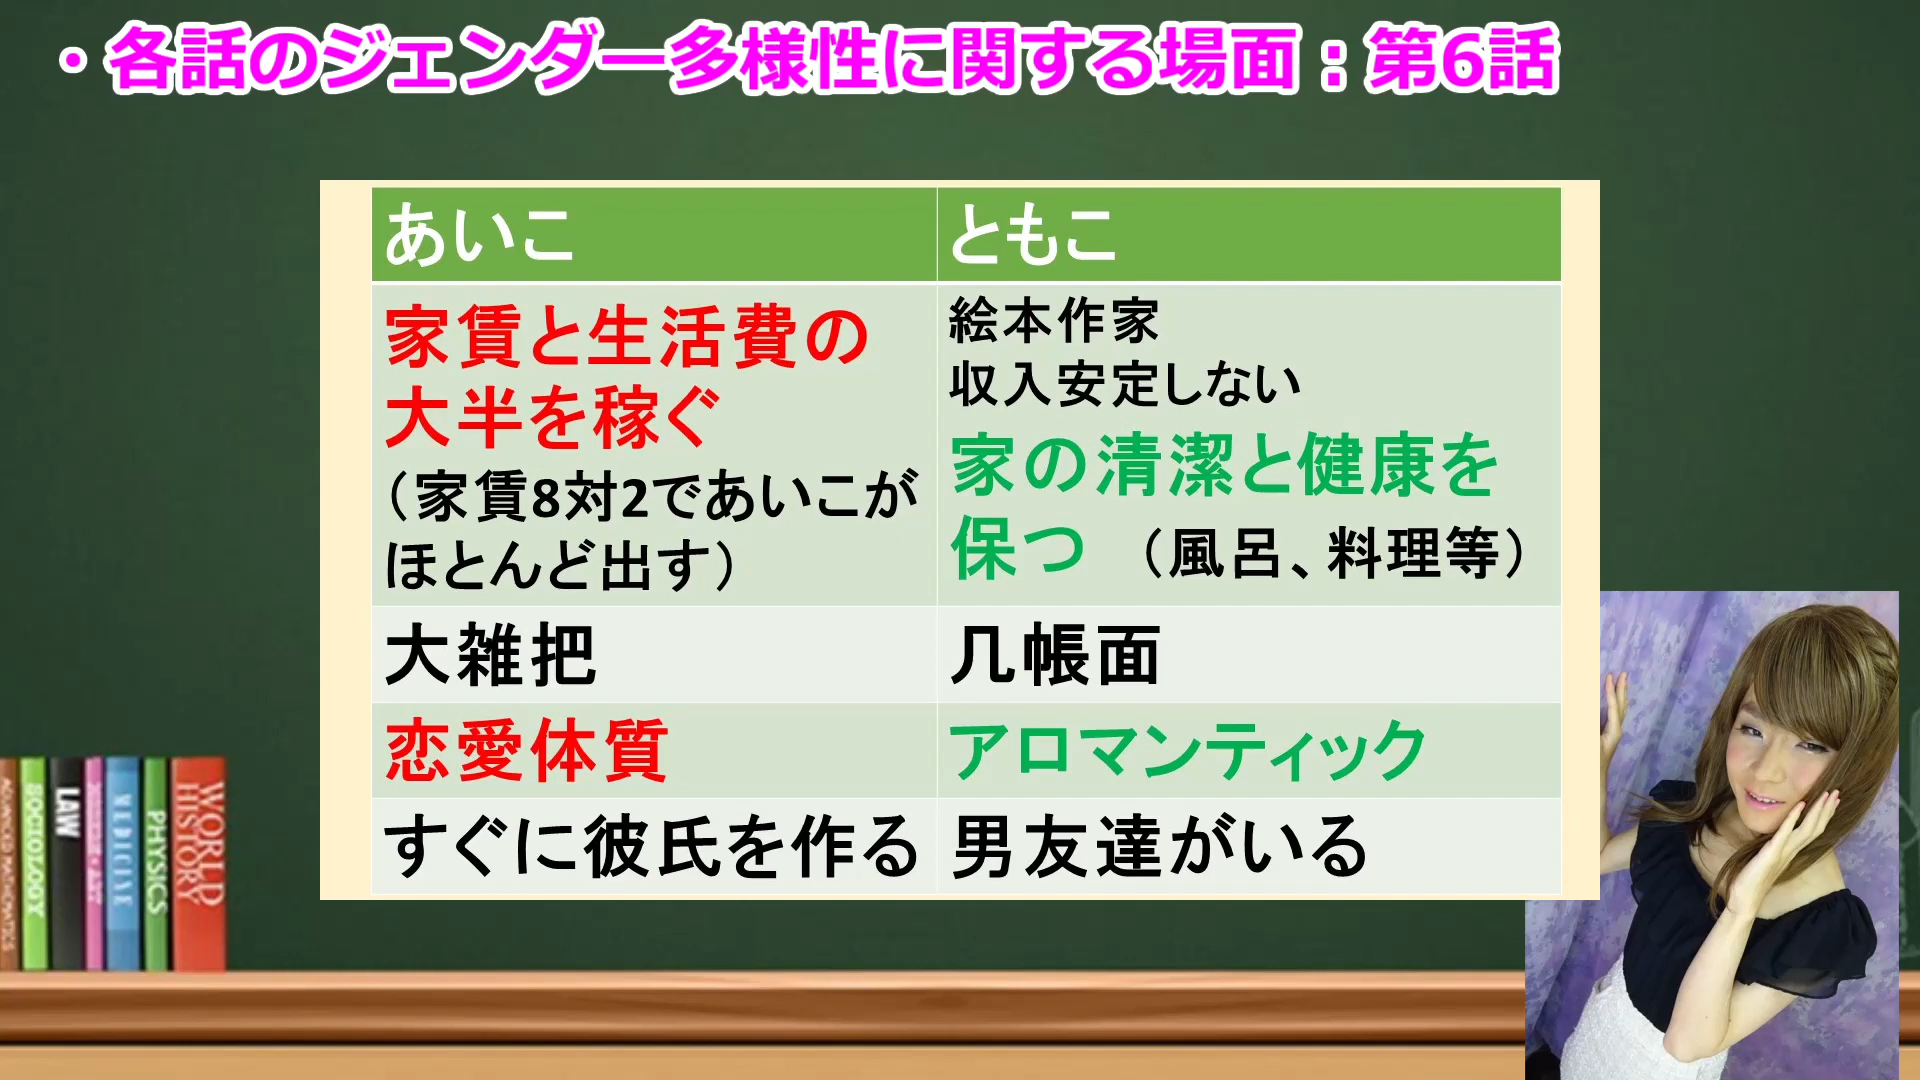 ・各話のジェンダー多様性に関する場面：第6話
あいこ
ともこ
家賃と生活費の
大半を稼ぐ
（家賃8対2であいこが
ほとんど出す）
絵本作家
収入安定しない
家の清潔と健康を
保つ （風呂、料理等）
大雑把
几帳面
恋愛体質
アロマンティック
すぐに彼氏を作る
男友達がいる
SOCIOLOGY
LAW
MEDICISE
PHYSICS
WORLD
HISTORY